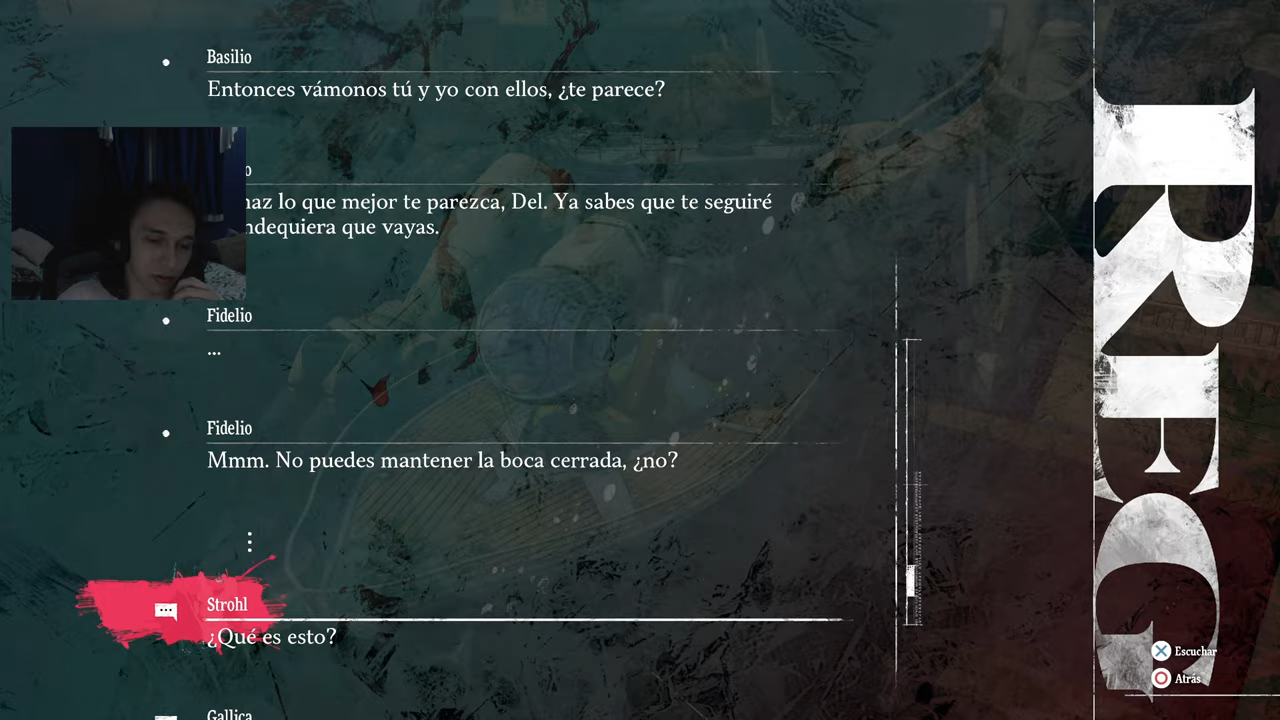 Basilio
Entonces vámonos tú y yo con ellos, ¿te parece?
o
haz lo que mejor te parezca, Del. Ya sabes que te seguiré
ndequiera que vayas.
Fidelio
...
Fidelio
Mmm. No puedes mantener la boca cerrada, ¿no?
Strohl
¿Qué es esto?
Gallica
Escuchar
Atrás